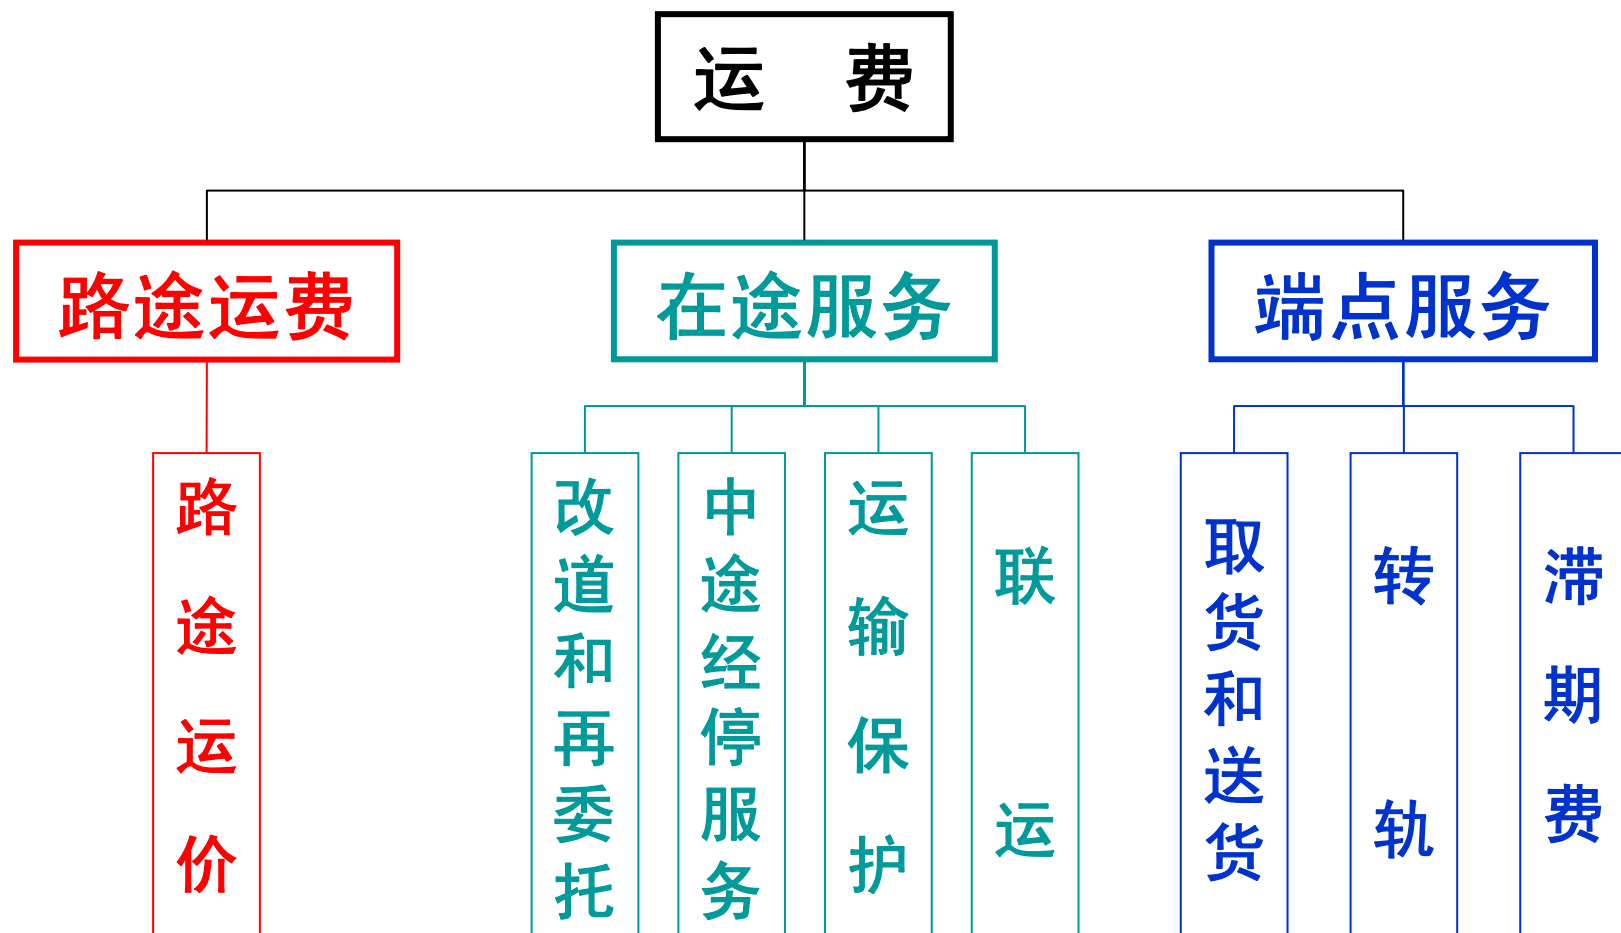 运 费
路途运费
在途服务
端点服务
路途运价
改道和再委托
中途经停服务
运输保护
联运
取货和送货
转轨
滞期费